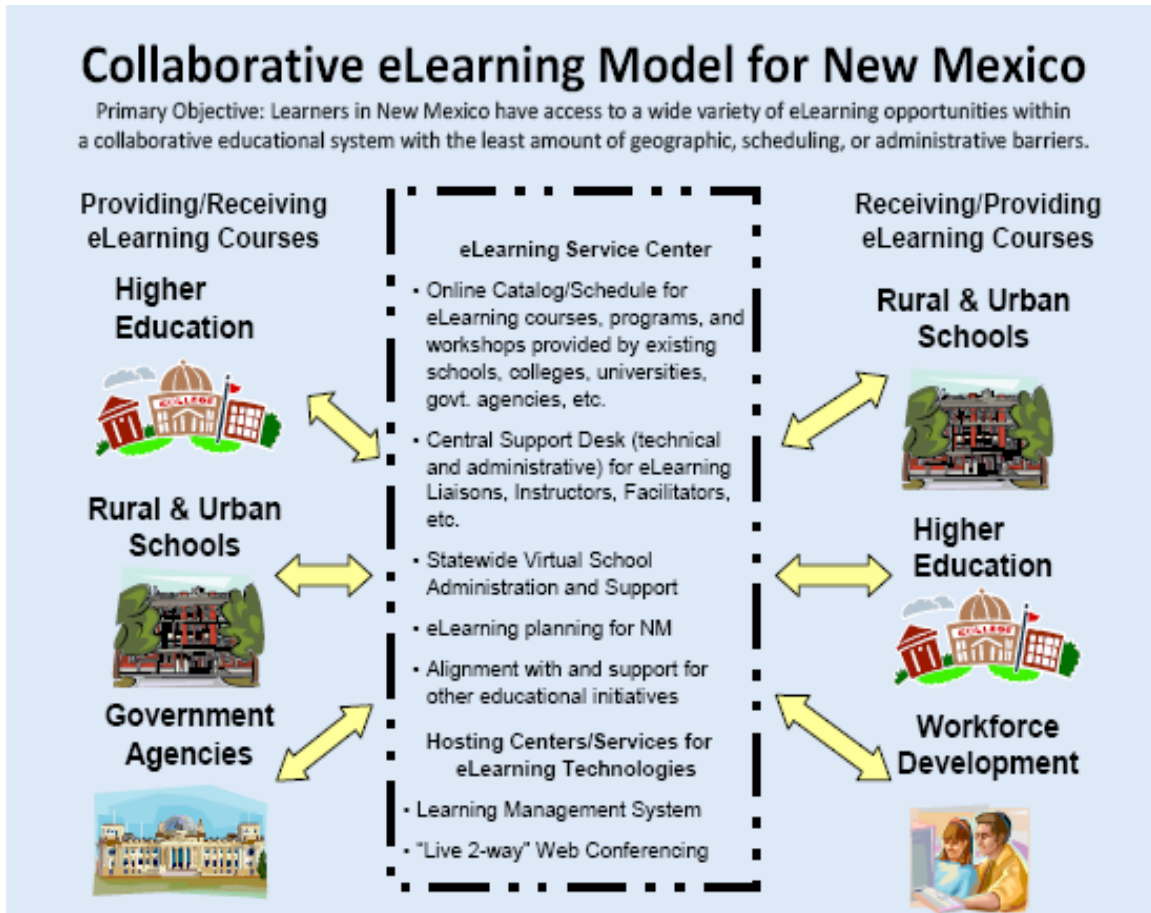 Collaborative eLearning Model for New Mexico
Primary Objective: Learners in New Mexico have access to a wide variety of eLearning opportunities within
a collaborative educational system with the least amount of geographic, scheduling, or administrative barriers.
Providing/Receiving
eLearning Courses
Higher
Education
COLLEGE
Rural & Urban
Schools
Government
Agencies
eLearning Service Center
▪ Online Catalog/Schedule for
eLearning courses, programs, and
workshops provided by existing
schools, colleges, universities,
govt. agencies, etc.
▪ Central Support Desk (technical
and administrative) for eLearning
Liaisons, Instructors, Facilitators,
etc.
▪ Statewide Virtual School
Administration and Support
▪ eLearning planning for NM
▪ Alignment with and support for
other educational initiatives
Hosting Centers/Services for
eLearning Technologies
▪ Learning Management System
▪ "Live 2-way" Web Conferencing
Receiving/Providing
eLearning Courses
Rural & Urban
Schools
Higher
Education
COLLEGE
Workforce
Development